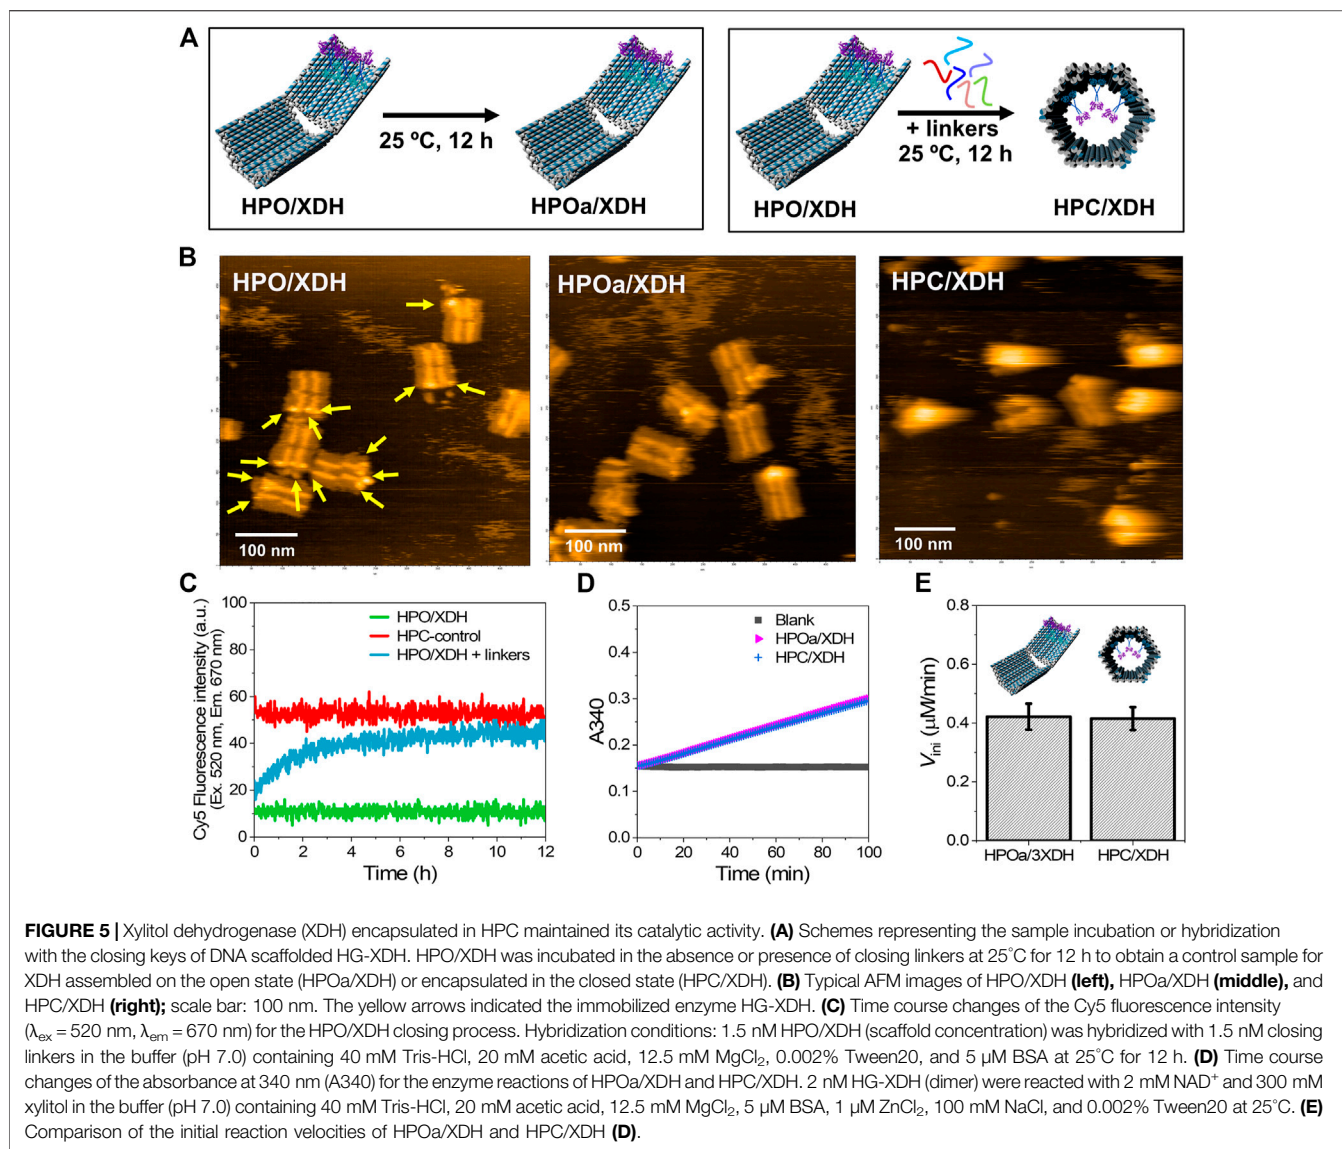 A
25 ºC, 12 h
HPO/XDH
HPOa/XDH
+ linkers
25 ºC, 12 h
HPO/XDH
HPC/XDH
B
HPO/XDH
100 nm
HPOa/XDH
100 nm
HPC/XDH
100 nm
C
Cy5 Fluorescence intensity (a.u.)
(Ex. 520 nm, Em. 670 nm)
100
80
60
40
20
0
HPO/XDH
HPC-control
HPO/XDH + linkers
0 2 4 6 8 10 12
Time (h)
D
A340
0.5
0.4
0.3
0.2
0.1
0.0
Blank
HPOa/XDH
HPC/XDH
0 20 40 60 80 100
Time (min)
E
Vini (µM/min)
0.8
0.6
0.4
0.2
0.0
HPOa/3XDH HPC/XDH
FIGURE 5 | Xylitol dehydrogenase (XDH) encapsulated in HPC maintained its catalytic activity. (A) Schemes representing the sample incubation or hybridization
with the closing keys of DNA scaffolded HG-XDH. HPO/XDH was incubated in the absence or presence of closing linkers at 25°C for 12 h to obtain a control sample for
XDH assembled on the open state (HPOa/XDH) or encapsulated in the closed state (HPC/XDH). (B) Typical AFM images of HPO/XDH (left), HPOa/XDH (middle), and
HPC/XDH (right); scale bar: 100 nm. The yellow arrows indicated the immobilized enzyme HG-XDH. (C) Time course changes of the Cy5 fluorescence intensity
(λex = 520 nm, λem = 670 nm) for the HPO/XDH closing process. Hybridization conditions: 1.5 nM HPO/XDH (scaffold concentration) was hybridized with 1.5 nM closing
linkers in the buffer (pH 7.0) containing 40 mM Tris-HCl, 20 mM acetic acid, 12.5 mM MgCl₂, 0.002% Tween20, and 5 µM BSA at 25°C for 12 h. (D) Time course
changes of the absorbance at 340 nm (A340) for the enzyme reactions of HPOa/XDH and HPC/XDH. 2 nM HG-XDH (dimer) were reacted with 2 mM NAD⁺ and 300 mM
xylitol in the buffer (pH 7.0) containing 40 mM Tris-HCl, 20 mM acetic acid, 12.5 mM MgCl₂, 5 µM BSA, 1 µM ZnCl₂, 100 mM NaCl, and 0.002% Tween20 at 25°C. (E)
Comparison of the initial reaction velocities of HPOa/XDH and HPC/XDH (D).